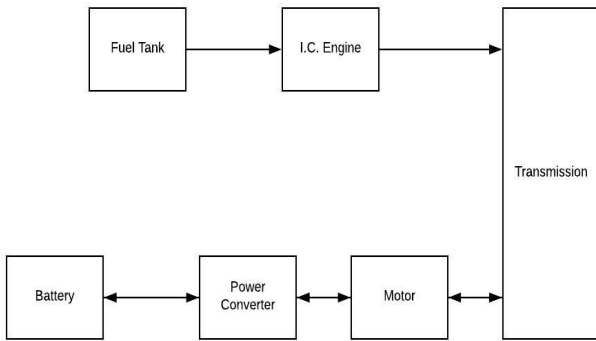 Fuel Tank
I.C. Engine
Transmission
Battery
Power
Converter
Motor